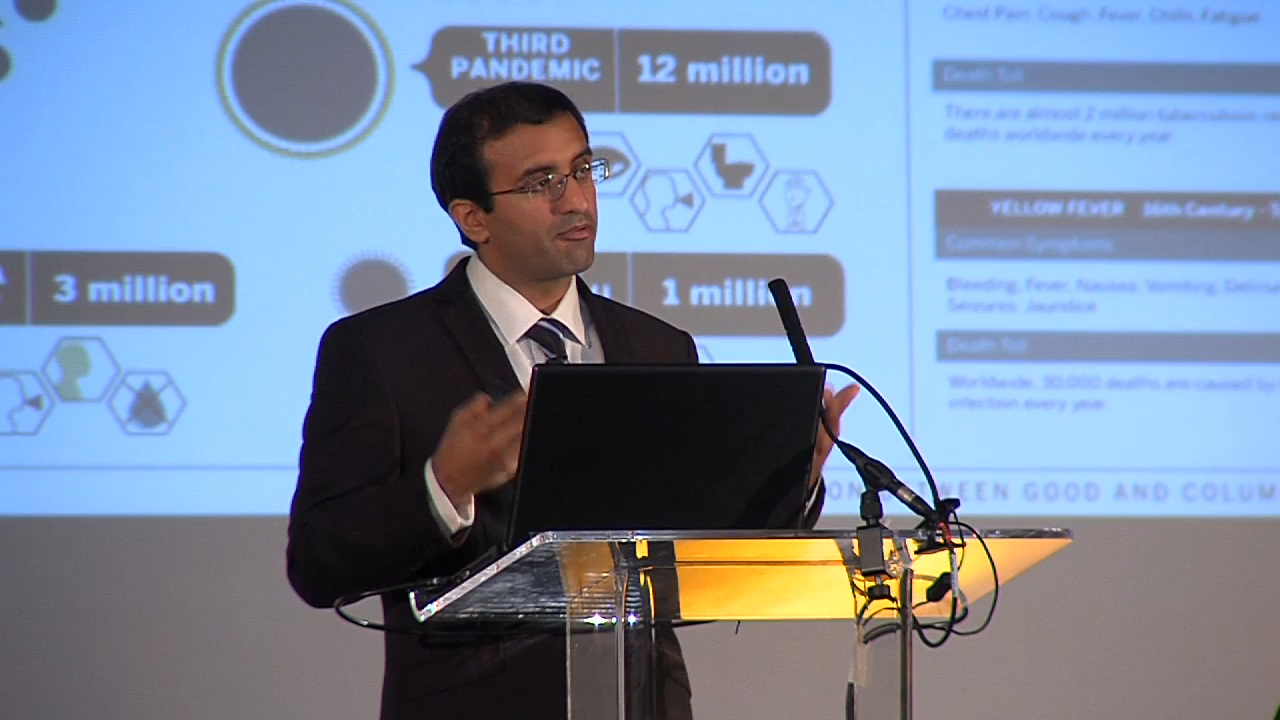 THIRD
PANDEMIC
12 million
3 million
1 million
Chest Pain, Cough, Fever, Chills, Fatigue
Death Toll
There are almost 2 million tuberculosis
deaths worldwide every year.
YELLOW FEVER 16th Century -
Common Symptoms
Bleeding, Fever, Nausea, Vomiting,
Seizures, Jaundice
Death Toll
Worldwide, 30,000 deaths are caused by
infection every year.
GOOD AND COLUM